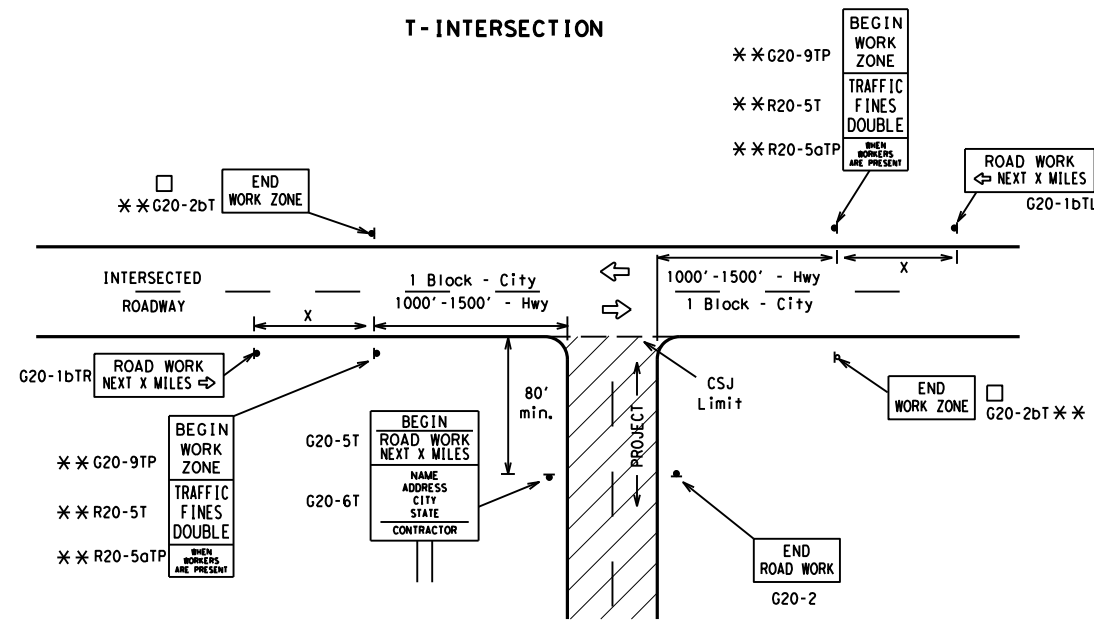 T-INTERSECTION
**G20-9TP
BEGIN
WORK
ZONE
**R20-5T
TRAFFIC
FINES
DOUBLE
**R20-5aTP
WHEN
WORKERS
ARE PRESENT
ROAD WORK
⇦ NEXT X MILES
G20-1bTL
□
**G20-2bT
END
WORK ZONE
INTERSECTED
ROADWAY
1 Block - City
1000'-1500' - Hwy
X
1000'-1500' - Hwy
1 Block - City
X
G20-1bTR
ROAD WORK
NEXT X MILES ⇨
80'
min.
PROJECT
CSJ
Limit
END
WORK ZONE
□
G20-2bT**
**G20-9TP
BEGIN
WORK
ZONE
**R20-5T
TRAFFIC
FINES
DOUBLE
**R20-5aTP
WHEN
WORKERS
ARE PRESENT
G20-5T
BEGIN
ROAD WORK
NEXT X MILES
G20-6T
NAME
ADDRESS
CITY
STATE
CONTRACTOR
END
ROAD WORK
G20-2